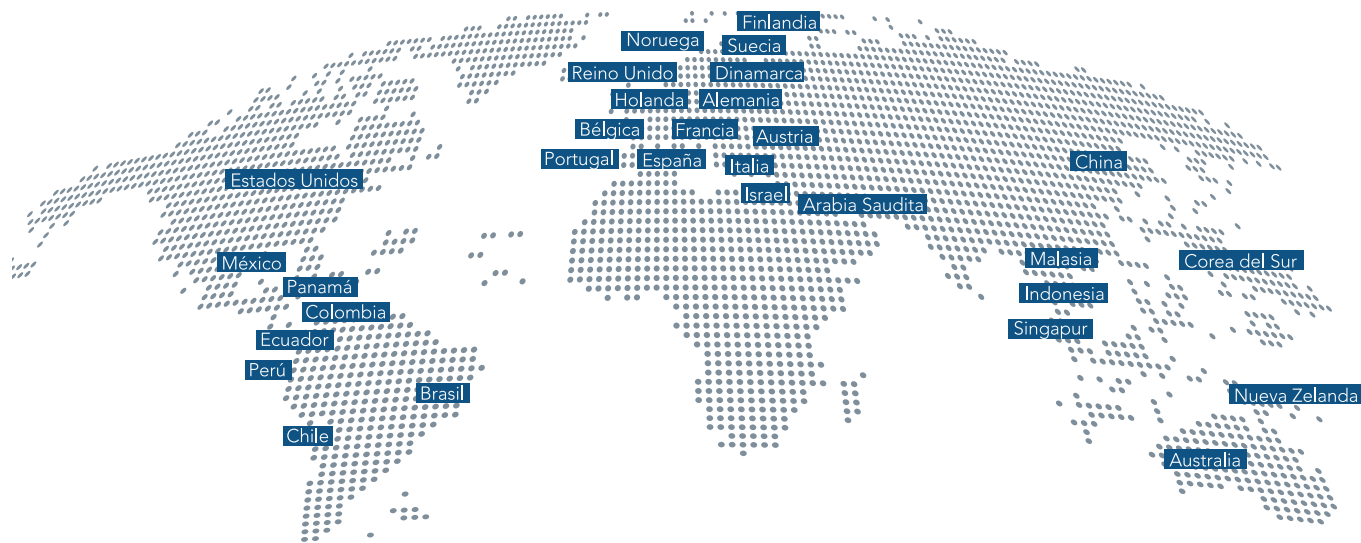 Finlandia
Noruega
Suecia
Reino Unido
Dinamarca
Holanda
Alemania
Bélgica
Francia
Austria
Portugal
España
Italia
China
Estados Unidos
Israel
Arabia Saudita
México
Malasia
Corea del Sur
Panamá
Indonesia
Colombia
Singapur
Ecuador
Perú
Brasil
Nueva Zelanda
Chile
Australia